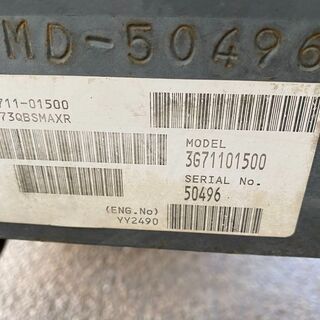 MD-50496
711-01500
73QBSMAXR
MODEL
3G71101500
SERIAL No.
50496
(ENG.No)
YY2490